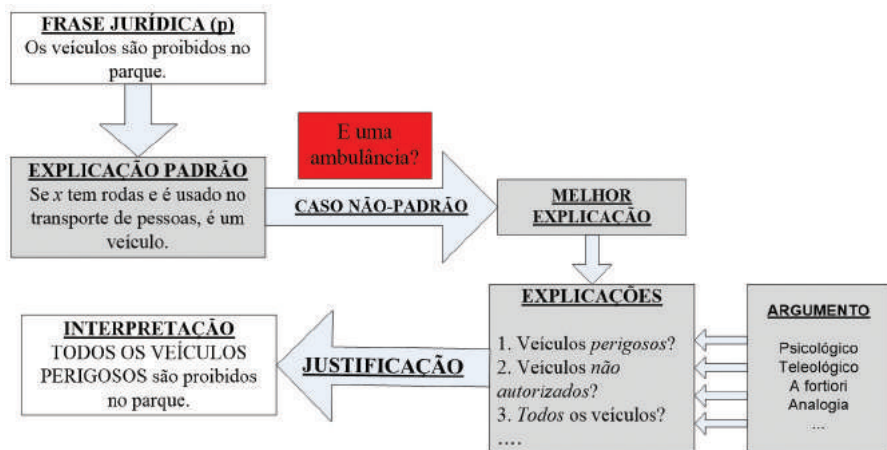 FRASE JURÍDICA (p)
Os veículos são proibidos no
parque.
E uma
ambulância?
EXPLICAÇÃO PADRÃO
Se x tem rodas e é usado no
transporte de pessoas, é um
veículo.
CASO NÃO-PADRÃO
MELHOR
EXPLICAÇÃO
EXPLICAÇÕES
1. Veículos perigosos?
2. Veículos não
autorizados?
3. Todos os veículos?
....
ARGUMENTO
Psicológico
Teleológico
A fortiori
Analogia
...
JUSTIFICAÇÃO
INTERPRETAÇÃO
TODOS OS VEÍCULOS
PERIGOSOS são proibidos
no parque.